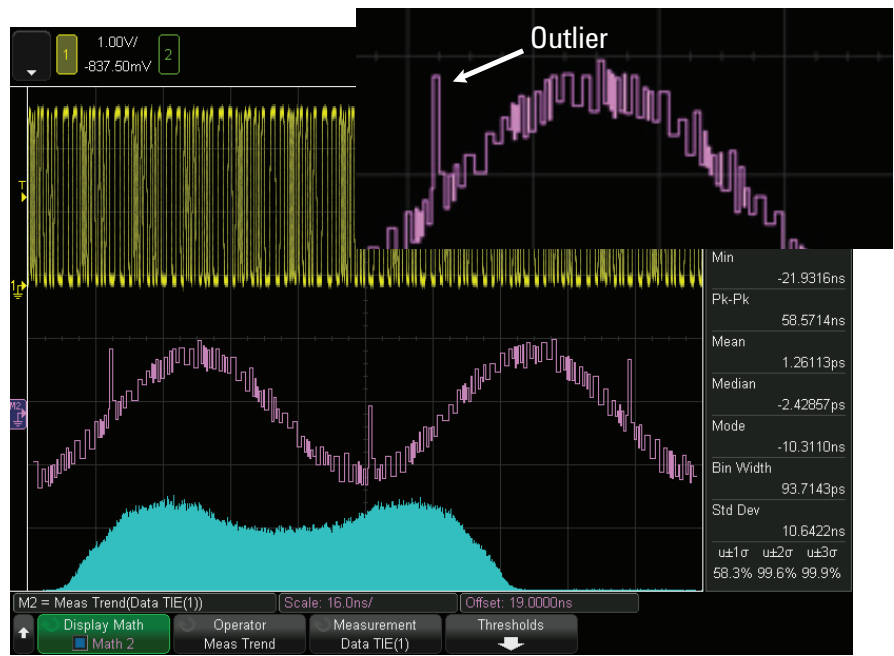 1
1.00V/
-837.50mV
2
Outlier
T
1
M2
Min
-21.9316ns
Pk-Pk
58.5714ns
Mean
1.26113ps
Median
-2.42857ps
Mode
-10.3110ns
Bin Width
93.7143ps
Std Dev
10.6422ns
u±1σ u±2σ u±3σ
58.3% 99.6% 99.9%
M2 = Meas Trend(Data TIE(1))
Scale: 16.0ns/
Offset: 19.0000ns
Display Math
Math 2
Operator
Meas Trend
Measurement
Data TIE(1)
Thresholds